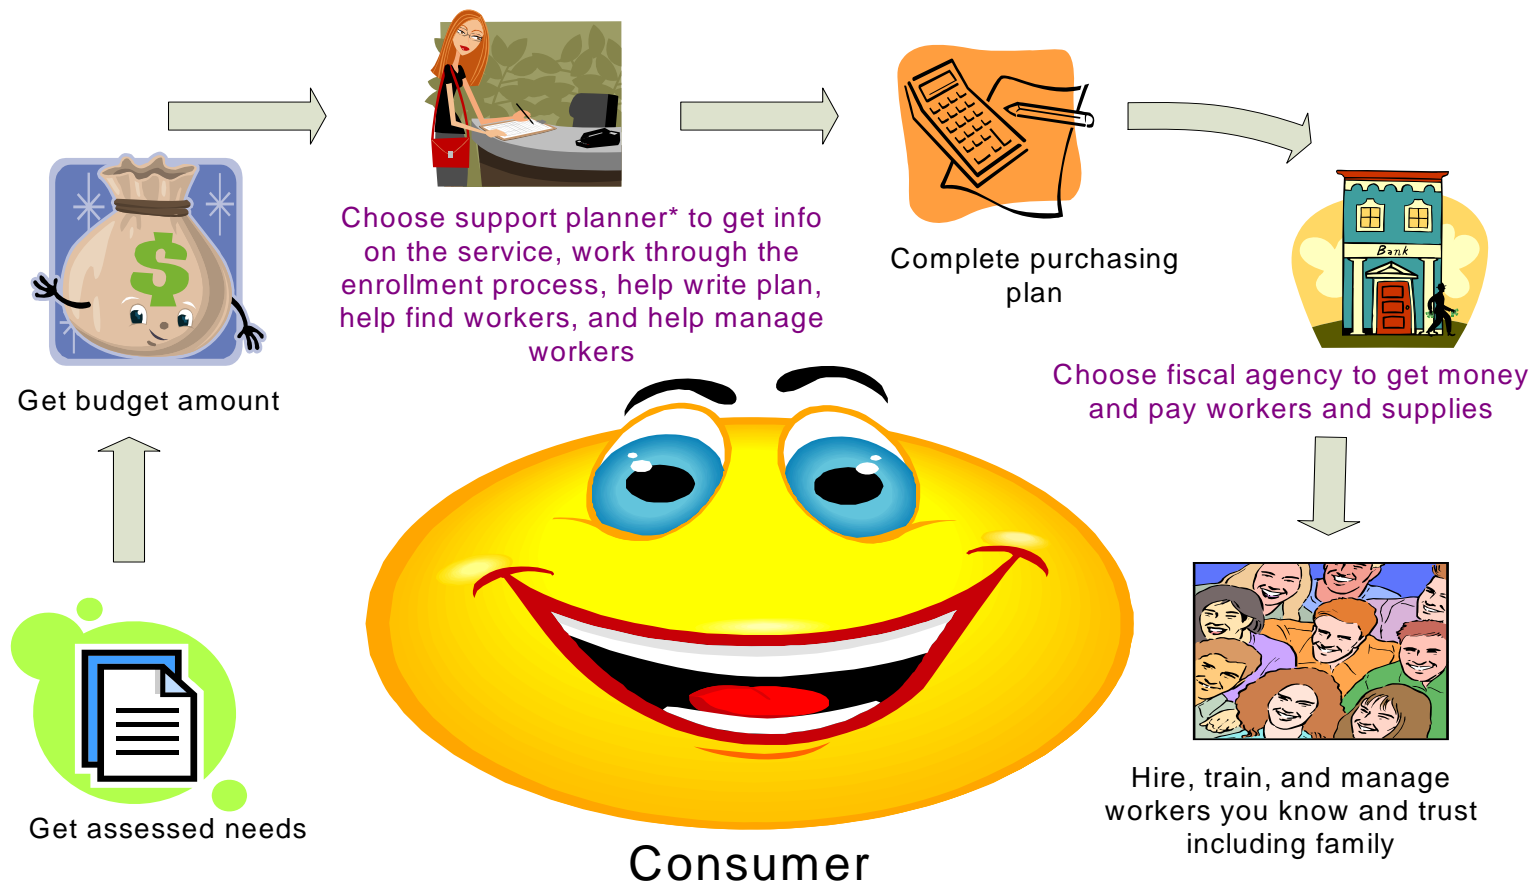 Choose support planner* to get info
on the service, work through the
enrollment process, help write plan,
help find workers, and help manage
workers
Complete purchasing
plan
Bank
Choose fiscal agency to get money
and pay workers and supplies
$
Get budget amount
Get assessed needs
Hire, train, and manage
workers you know and trust
including family
Consumer